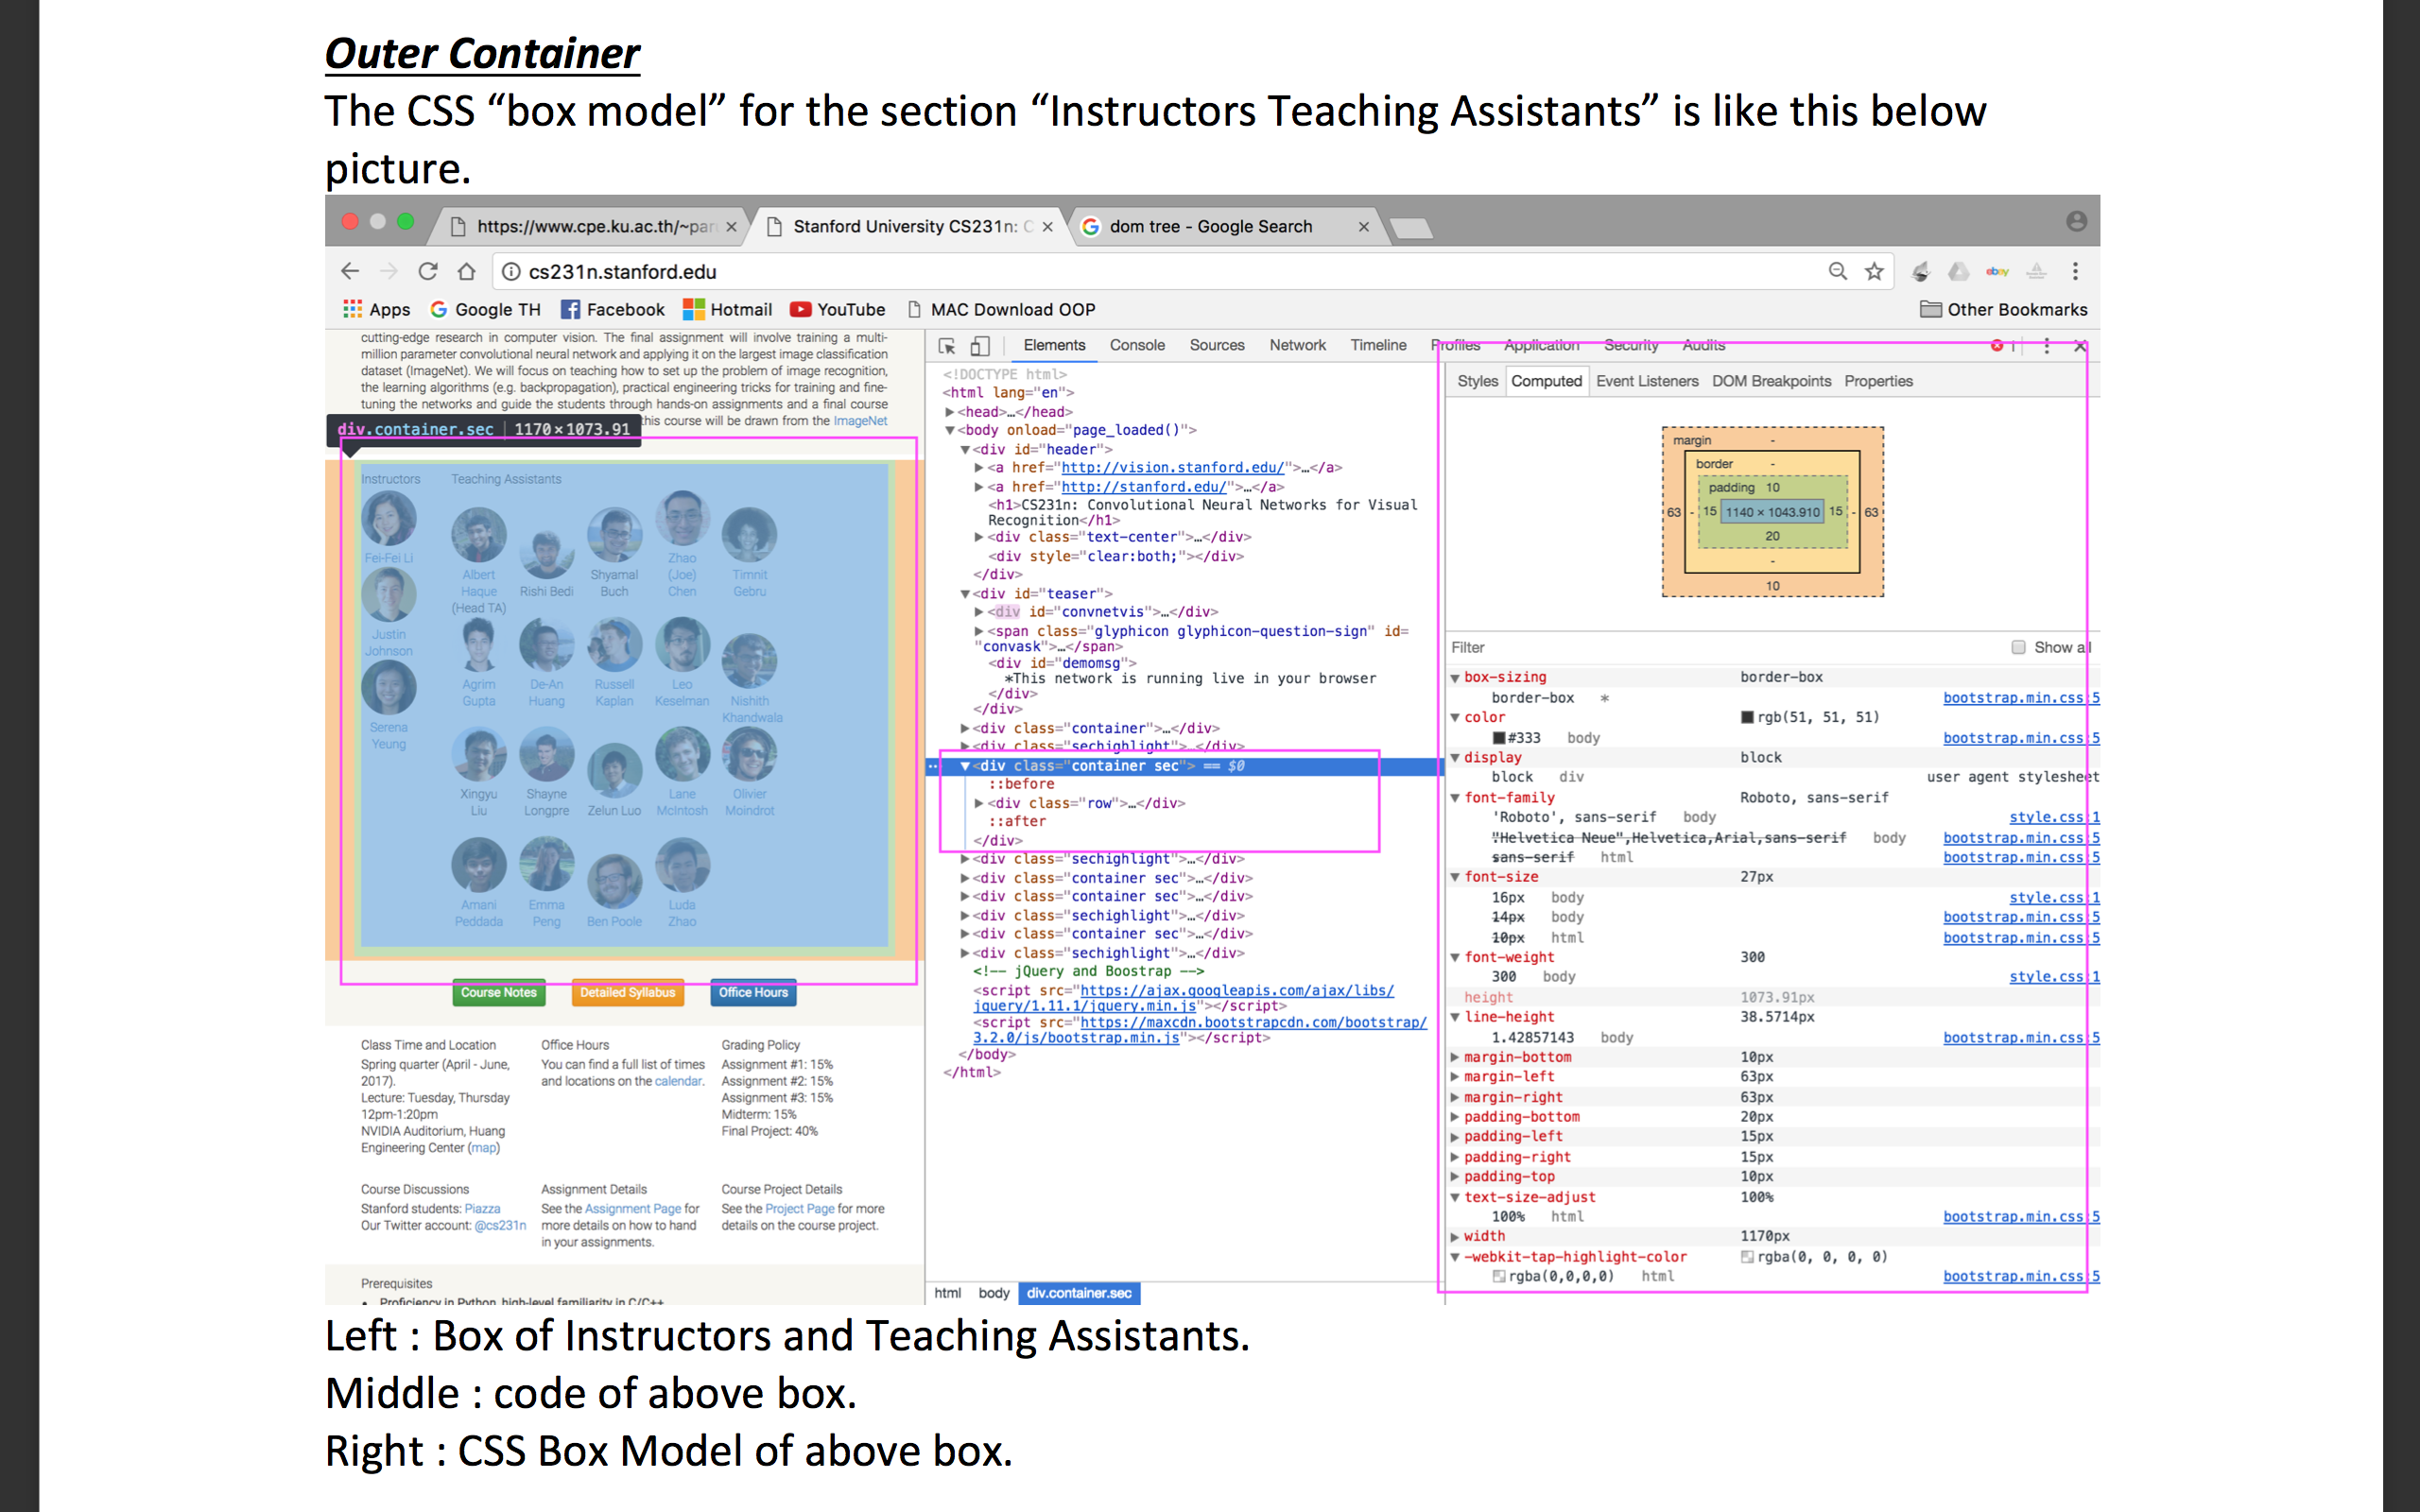 Outer Container
The CSS “box model” for the section “Instructors Teaching Assistants” is like this below
picture.
https://www.cpe.ku.ac.th/~pan
Stanford University CS231n: C
dom tree - Google Search
cs231n.stanford.edu
Apps Google TH Facebook Hotmail YouTube MAC Download OOP Other Bookmarks
cutting-edge research in computer vision. The final assignment will involve training a multi-
million parameter convolutional neural network and applying it on the largest image classification
dataset (ImageNet). We will focus on teaching how to set up the problem of image recognition,
the learning algorithms (e.g. backpropagation), practical engineering tricks for training and fine-
tuning the networks and guide the students through hands-on assignments and a final course
this course will be drawn from the ImageNet
div.container.sec 1170×1073.91
Instructors Teaching Assistants
Fei-Fei Li
Justin
Johnson
Serena
Yeung
Albert
Haque
(Head TA)
Rishi Bedi
Shyamal
Buch
Zhao
(Joe)
Chen
Timnit
Gebru
Agrim
Gupta
De-An
Huang
Russell
Kaplan
Leo
Keselman
Nishith
Khandwala
Xingyu
Liu
Shayne
Longpre
Zelun Luo
Lane
McIntosh
Olivier
Moindrot
Amani
Peddada
Emma
Peng
Ben Poole
Luda
Zhao
Course Notes Detailed Syllabus Office Hours
Class Time and Location
Spring quarter (April - June,
2017).
Lecture: Tuesday, Thursday
12pm-1:20pm
NVIDIA Auditorium, Huang
Engineering Center (map)
Office Hours
You can find a full list of times
and locations on the calendar.
Grading Policy
Assignment #1: 15%
Assignment #2: 15%
Assignment #3: 15%
Midterm: 15%
Final Project: 40%
Course Discussions
Stanford students: Piazza
Our Twitter account: @cs231n
Assignment Details
See the Assignment Page for
more details on how to hand
in your assignments.
Course Project Details
See the Project Page for more
details on the course project.
Prerequisites
• Proficiency in Python, high-level familiarity in C/C++
Elements Console Sources Network Timeline Profiles Application Security Audits 1
<!DOCTYPE html>
<html lang="en">
<head>…</head>
<body onload="page_loaded()">
<div id="header">
<a href="http://vision.stanford.edu/">…</a>
<a href="http://stanford.edu/">…</a>
<h1>CS231n: Convolutional Neural Networks for Visual
Recognition</h1>
<div class="text-center">…</div>
<div style="clear:both;"></div>
</div>
<div id="teaser">
<div id="convnetvis">…</div>
<span class="glyphicon glyphicon-question-sign" id=
"convask">…</span>
<div id="demomsg">
*This network is running live in your browser
</div>
</div>
<div class="container">…</div>
<div class="sechighlight">…</div>
<div class="container sec"> == $0
::before
<div class="row">…</div>
::after
</div>
<div class="sechighlight">…</div>
<div class="container sec">…</div>
<div class="container sec">…</div>
<div class="sechighlight">…</div>
<div class="container sec">…</div>
<div class="sechighlight">…</div>
<!-- jQuery and Boostrap -->
<script src="https://ajax.googleapis.com/ajax/libs/
jquery/1.11.1/jquery.min.js"></script>
<script src="https://maxcdn.bootstrapcdn.com/bootstrap/
3.2.0/js/bootstrap.min.js"></script>
</body>
</html>
html body div.container.sec
Styles Computed Event Listeners DOM Breakpoints Properties
margin -
border -
padding 10
63 - 15 1140 × 1043.910 15 - 63
20
-
10
Filter Show all
box-sizing border-box
border-box * bootstrap.min.css:5
color rgb(51, 51, 51)
#333 body bootstrap.min.css:5
display block
block div user agent stylesheet
font-family Roboto, sans-serif
'Roboto', sans-serif body style.css:1
"Helvetica Neue",Helvetica,Arial,sans-serif body bootstrap.min.css:5
sans-serif html bootstrap.min.css:5
font-size 27px
16px body style.css:1
14px body bootstrap.min.css:5
10px html bootstrap.min.css:5
font-weight 300
300 body style.css:1
height 1073.91px
line-height 38.5714px
1.42857143 body bootstrap.min.css:5
margin-bottom 10px
margin-left 63px
margin-right 63px
padding-bottom 20px
padding-left 15px
padding-right 15px
padding-top 10px
text-size-adjust 100%
100% html bootstrap.min.css:5
width 1170px
-webkit-tap-highlight-color rgba(0, 0, 0, 0)
rgba(0,0,0,0) html bootstrap.min.css:5
Left : Box of Instructors and Teaching Assistants.
Middle : code of above box.
Right : CSS Box Model of above box.